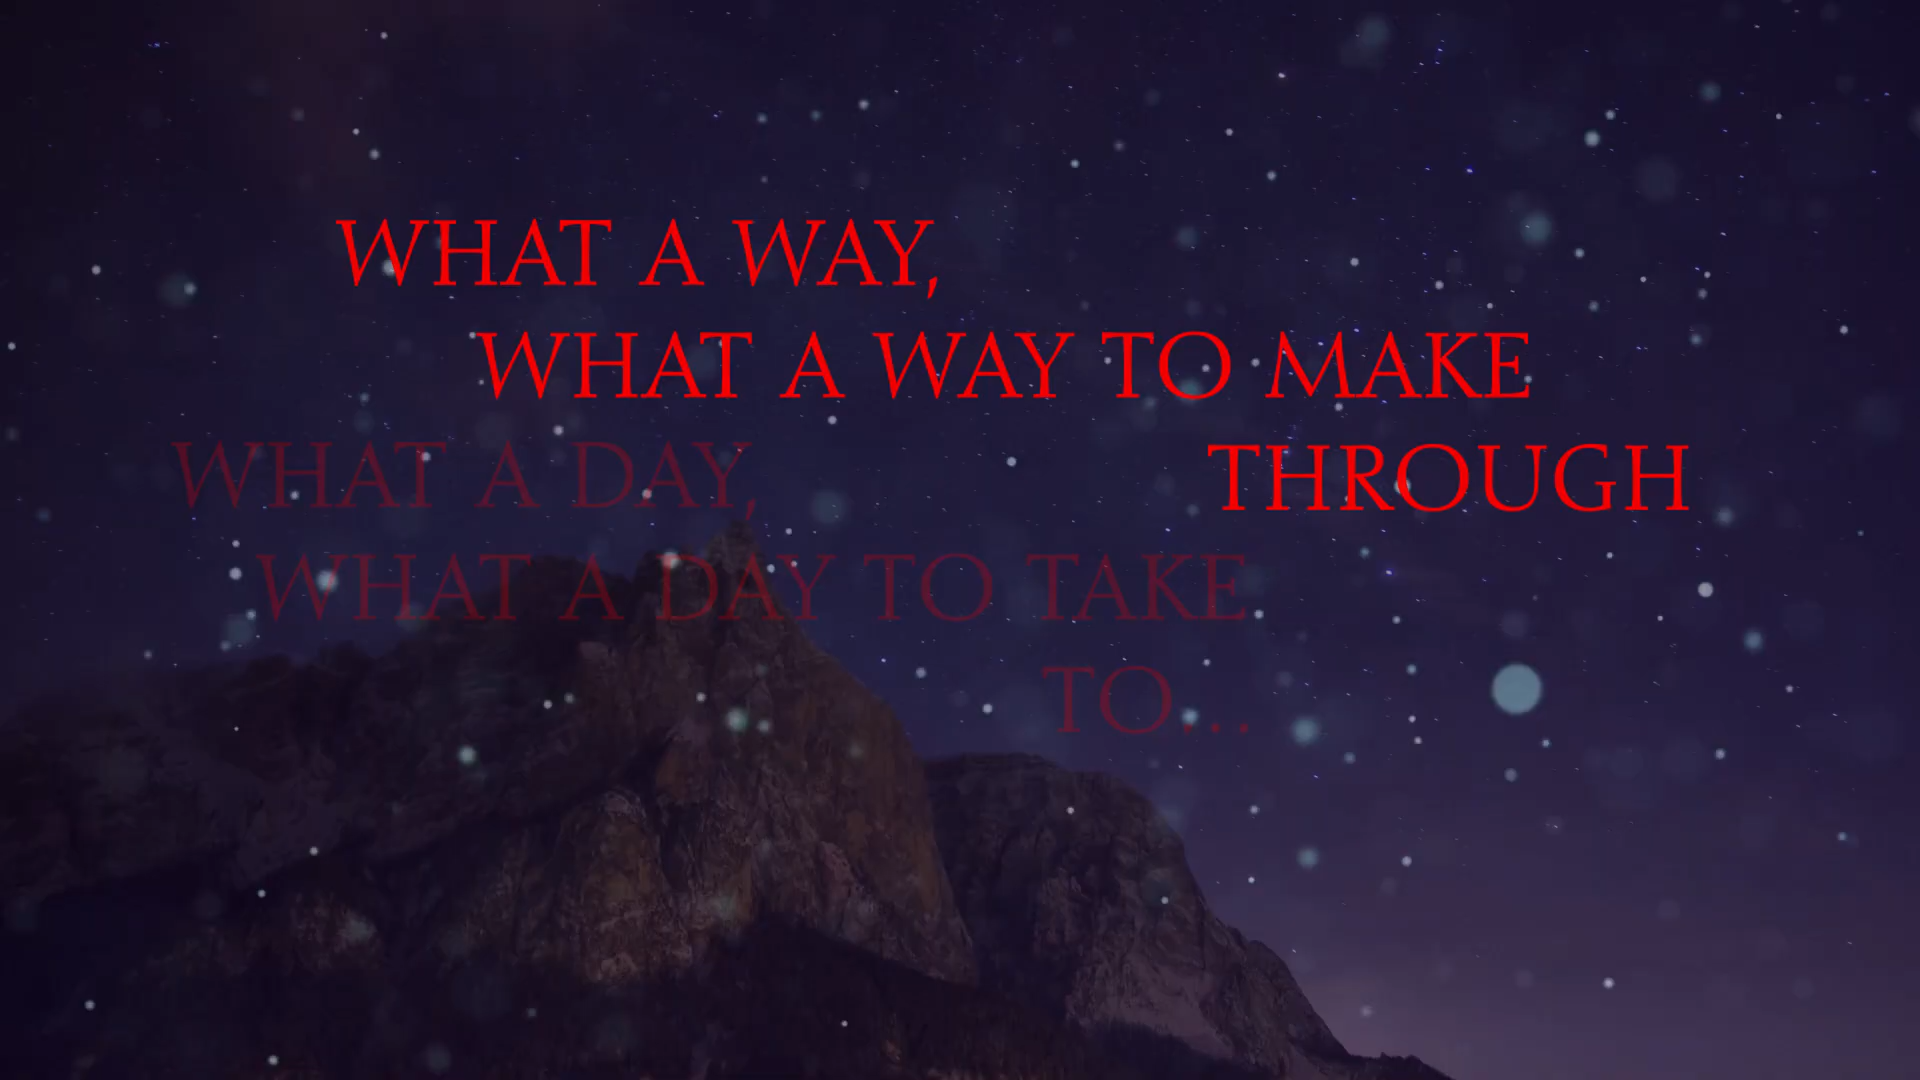 WHAT A WAY,
WHAT A WAY TO MAKE
THROUGH
WHAT A DAY,
WHAT A DAY TO TAKE
TO...